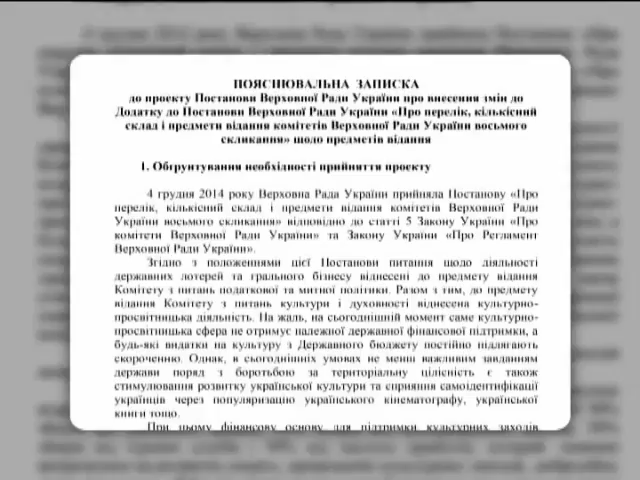 ПОЯСНЮВАЛЬНА ЗАПИСКА
до проекту Постанови Верховної Ради України про внесення змін до
Додатку до Постанови Верховної Ради України «Про перелік, кількісний
склад і предмети відання комітетів Верховної Ради України восьмого
скликання» щодо предметів відання
1. Обґрунтування необхідності прийняття проекту
4 грудня 2014 року Верховна Рада України прийняла Постанову «Про
перелік, кількісний склад і предмети відання комітетів Верховної Ради
України восьмого скликання» відповідно до статті 5 Закону України «Про
комітети Верховної Ради України» та Закону України «Про Регламент
Верховної Ради України».
Згідно з положеннями цієї Постанови питання щодо діяльності
державних лотерей та грального бізнесу віднесені до предмету відання
Комітету з питань податкової та митної політики. Разом з тим, до предмету
відання Комітету з питань культури і духовності віднесена культурно-
просвітницька діяльність. На жаль, на сьогоднішній момент саме культурно-
просвітницька сфера не отримує належної державної фінансової підтримки, а
будь-які видатки на культуру з Державного бюджету постійно підлягають
скороченню. Однак, в сьогоднішніх умовах не менш важливим завданням
держави поряд з боротьбою за територіальну цілісність є також
стимулювання розвитку української культури та сприяння самоідентифікації
українців через популяризацію українського кінематографу, української
книги тощо.
При цьому фінансову основу для підтримки культурних заходів